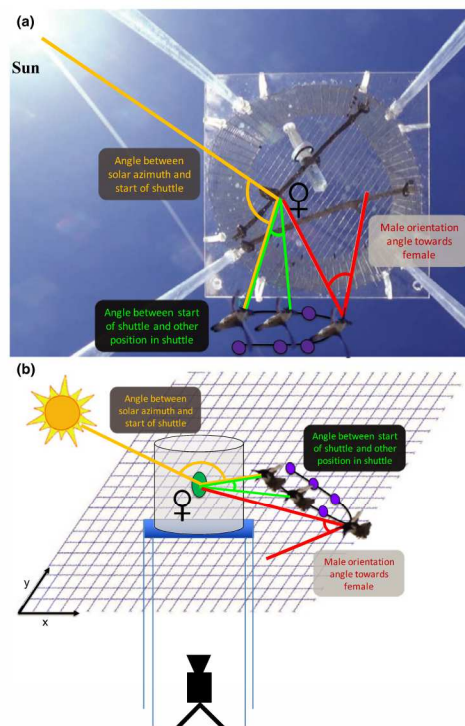 (a)
Sun
Angle between
solar azimuth and
start of shuttle
♀
Male orientation
angle towards
female
Angle between start
of shuttle and other
position in shuttle
(b)
Angle between
solar azimuth and
start of shuttle
Angle between start
of shuttle and other
position in shuttle
♀
Male orientation
angle towards
female
y
x